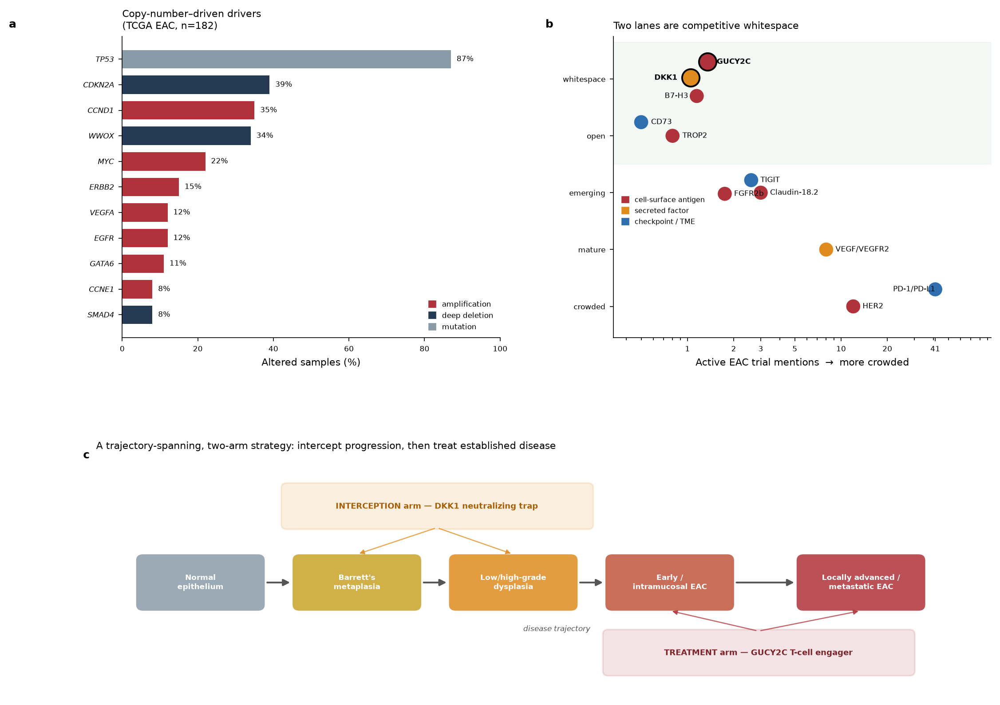 a
Copy-number–driven drivers
(TCGA EAC, n=182)
TP53
87%
CDKN2A
39%
CCND1
35%
WWOX
34%
MYC
22%
ERBB2
15%
VEGFA
12%
EGFR
12%
GATA6
11%
CCNE1
8%
SMAD4
8%
amplification
deep deletion
mutation
0 20 40 60 80 100
Altered samples (%)
b
Two lanes are competitive whitespace
whitespace
open
emerging
mature
crowded
GUCY2C
DKK1
B7-H3
CD73
TROP2
TIGIT
FGFR2b
Claudin-18.2
cell-surface antigen
secreted factor
checkpoint / TME
VEGF/VEGFR2
PD-1/PD-L1
HER2
1 2 3 5 10 20 41
Active EAC trial mentions → more crowded
c
A trajectory-spanning, two-arm strategy: intercept progression, then treat established disease
INTERCEPTION arm — DKK1 neutralizing trap
Normal
epithelium
Barrett's
metaplasia
Low/high-grade
dysplasia
Early /
intramucosal EAC
Locally advanced /
metastatic EAC
disease trajectory
TREATMENT arm — GUCY2C T-cell engager